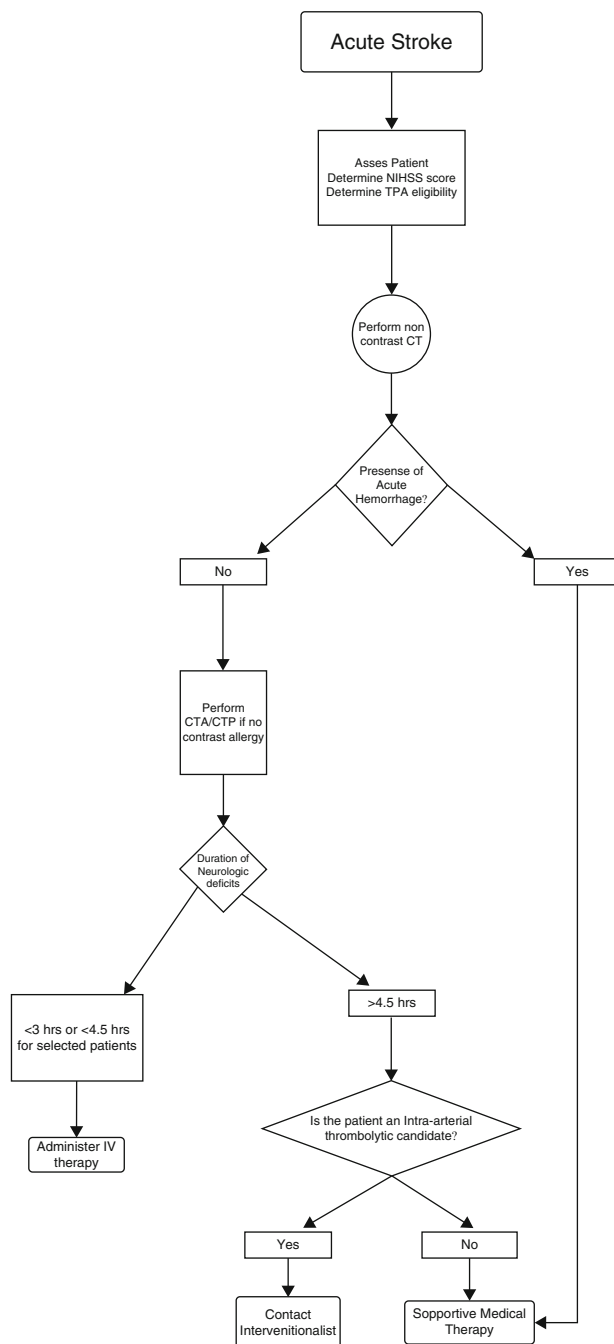 Acute Stroke
Asses Patient
Determine NIHSS score
Determine TPA eligibility
Perform non
contrast CT
Presense of
Acute
Hemorrhage?
No
Yes
Perform
CTA/CTP if no
contrast allergy
Duration of
Neurologic
deficits
<3 hrs or <4.5 hrs
for selected patients
>4.5 hrs
Administer IV
therapy
Is the patient an Intra-arterial
thrombolytic candidate?
Yes
No
Contact
Intervenitionalist
Sopportive Medical
Therapy